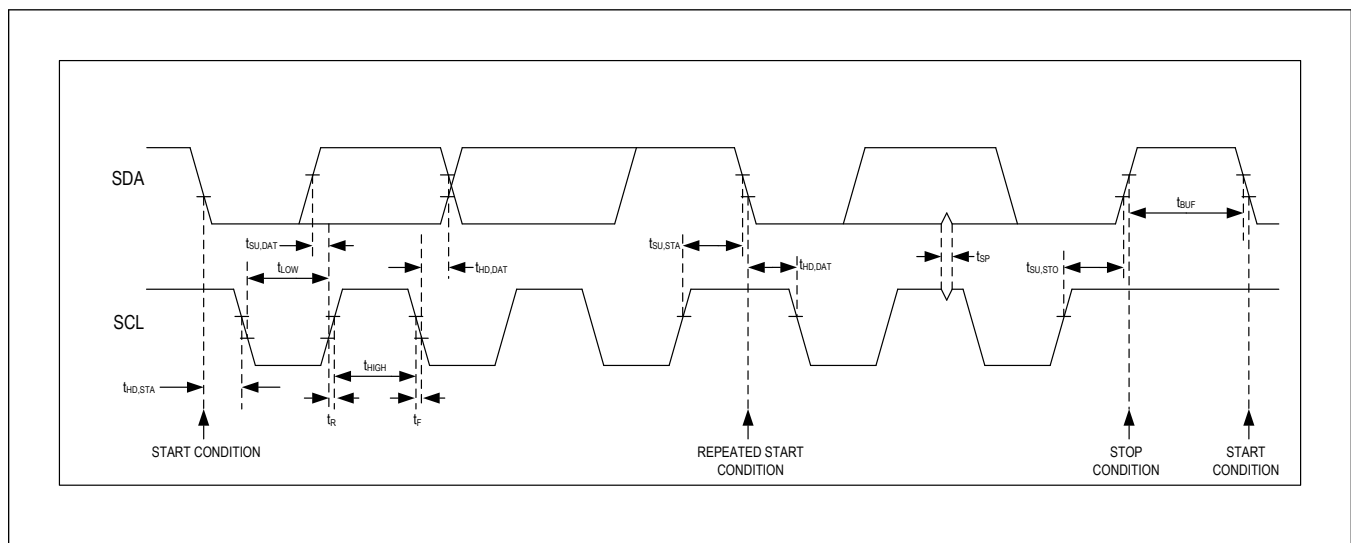 SDA
tSU,DAT
tLOW
tHD,DAT
tSU,STA
tHD,DAT
tSP
tSU,STO
tBUF
SCL
tHD,STA
tR
tHIGH
tF
START CONDITION
REPEATED START
CONDITION
STOP
CONDITION
START
CONDITION